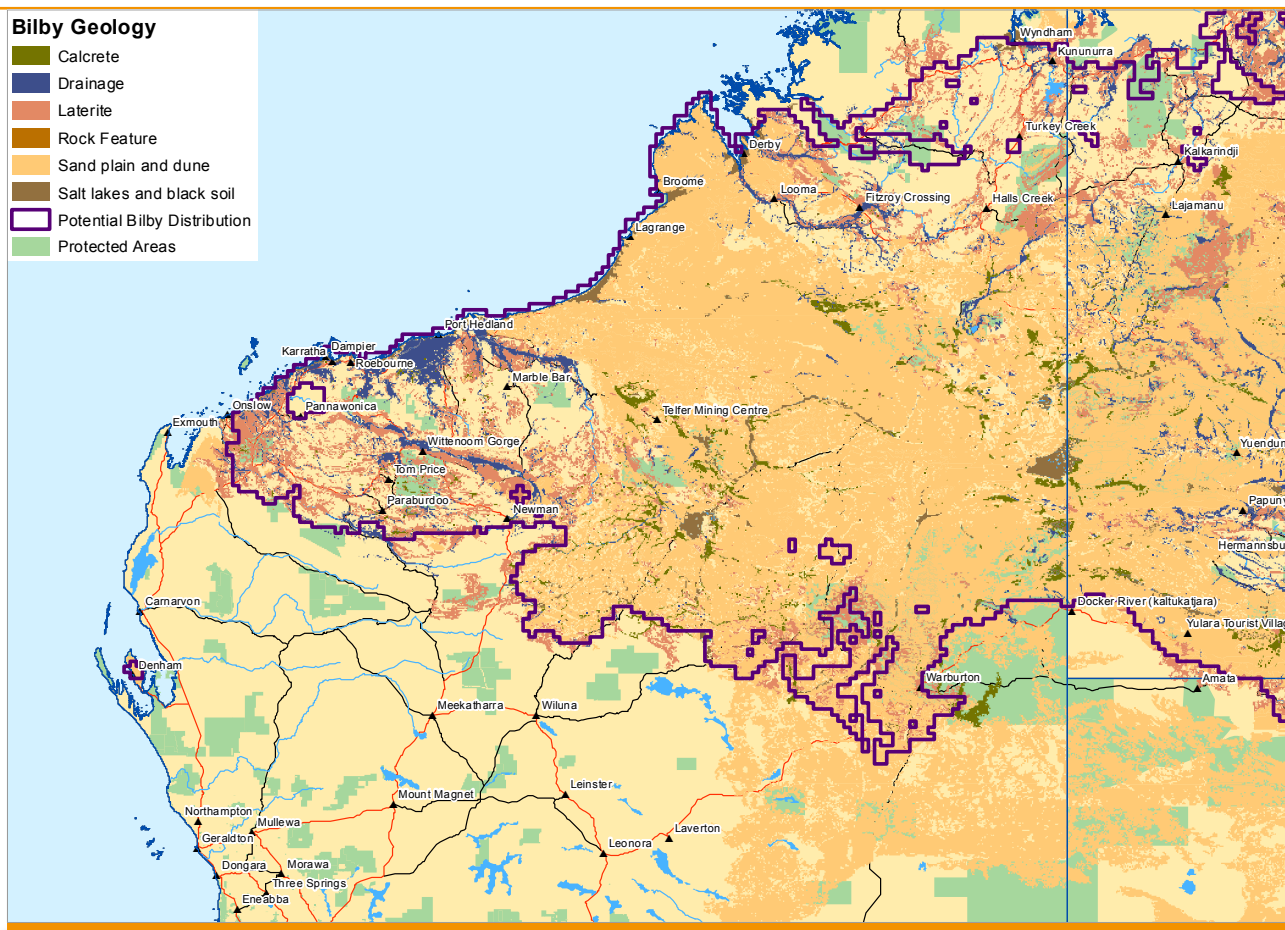 Bilby Geology
Calcrete
Drainage
Laterite
Rock Feature
Sand plain and dune
Salt lakes and black soil
Potential Bilby Distribution
Protected Areas
Wyndham
Kununurra
Turkey Creek
Derby
Kalkarindji
Broome
Looma
Fitzroy Crossing
Halls Creek
Lajamanu
Lagrange
Port Hedland
Karratha
Dampier
Roebourne
Marble Bar
Onslow
Pannawonica
Exmouth
Telfer Mining Centre
Wittenoom Gorge
Yuendum
Tom Price
Paraburdoo
Newman
Papuny
Hermannsbu
Carnarvon
Docker River (kaltukatjara)
Yulara Tourist Villag
Denham
Warburton
Amata
Meekatharra
Wiluna
Leinster
Mount Magnet
Northampton
Mullewa
Laverton
Geraldton
Leonora
Dongara
Morawa
Three Springs
Eneabba